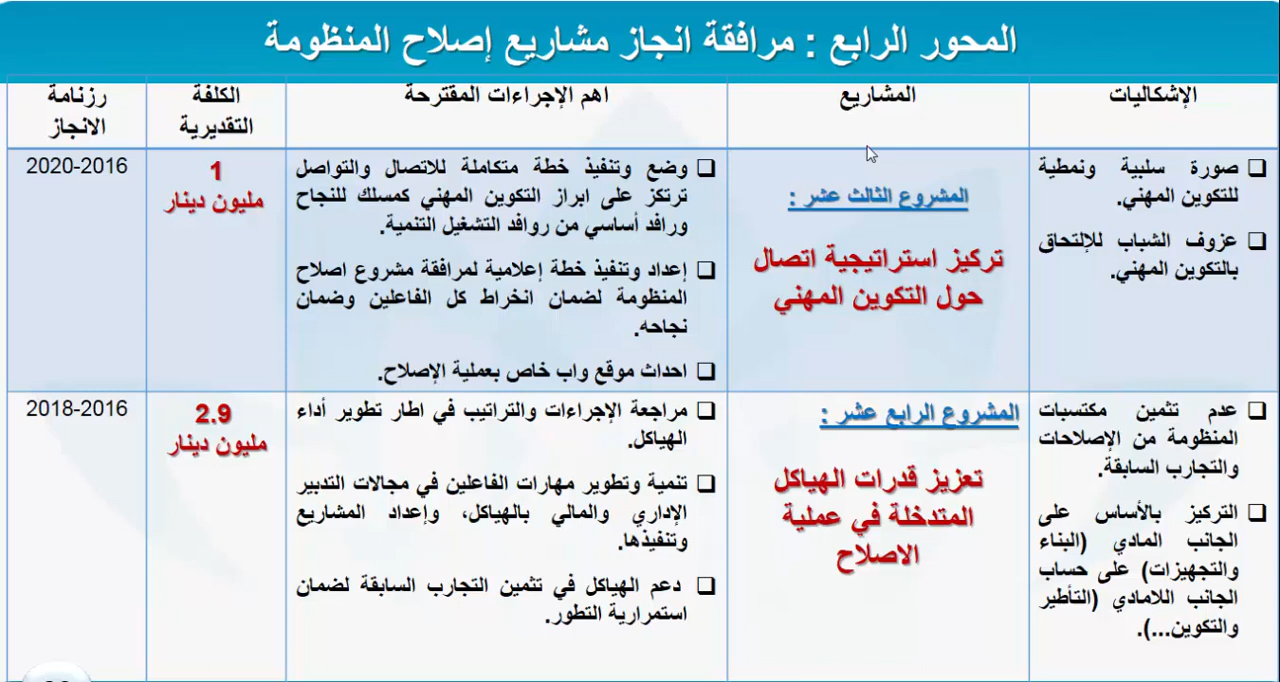 المحور الرابع : مرافقة انجاز مشاريع إصلاح المنظومة
الإشكاليات
المشاريع
اهم الإجراءات المقترحة
الكلفة
التقديرية
رزنامة
الانجاز
❑ صورة سلبية ونمطية
للتكوين المهني.
❑ عزوف الشباب للإلتحاق
بالتكوين المهني.
المشروع الثالث عشر :
تركيز استراتيجية اتصال
حول التكوين المهني
❑ وضع وتنفيذ خطة متكاملة للاتصال والتواصل
ترتكز على ابراز التكوين المهني كمسلك للنجاح
ورافد أساسي من روافد التشغيل التنمية.
❑ إعداد وتنفيذ خطة إعلامية لمرافقة مشروع اصلاح
المنظومة لضمان انخراط كل الفاعلين وضمان
نجاحه.
❑ احداث موقع واب خاص بعملية الإصلاح.
1
مليون دينار
2020-2016
❑ عدم تثمين مكتسبات
المنظومة من الإصلاحات
والتجارب السابقة.
❑ التركيز بالأساس على
الجانب المادي (البناء
والتجهيزات) على حساب
الجانب اللامادي (التأطير
والتكوين...).
المشروع الرابع عشر :
تعزيز قدرات الهياكل
المتدخلة في عملية
الاصلاح
❑ مراجعة الإجراءات والتراتيب في اطار تطوير أداء
الهياكل.
❑ تنمية وتطوير مهارات الفاعلين في مجالات التدبير
الإداري والمالي بالهياكل، وإعداد المشاريع
وتنفيذها.
❑ دعم الهياكل في تثمين التجارب السابقة لضمان
استمرارية التطور.
2.9
مليون دينار
2018-2016